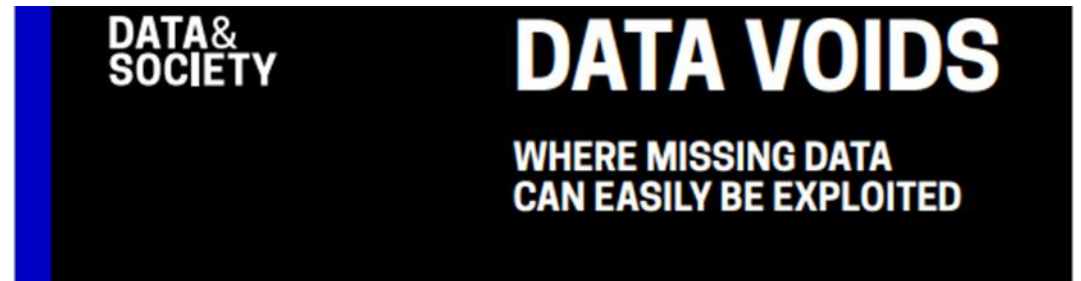 DATA&
SOCIETY
DATA VOIDS
WHERE MISSING DATA
CAN EASILY BE EXPLOITED